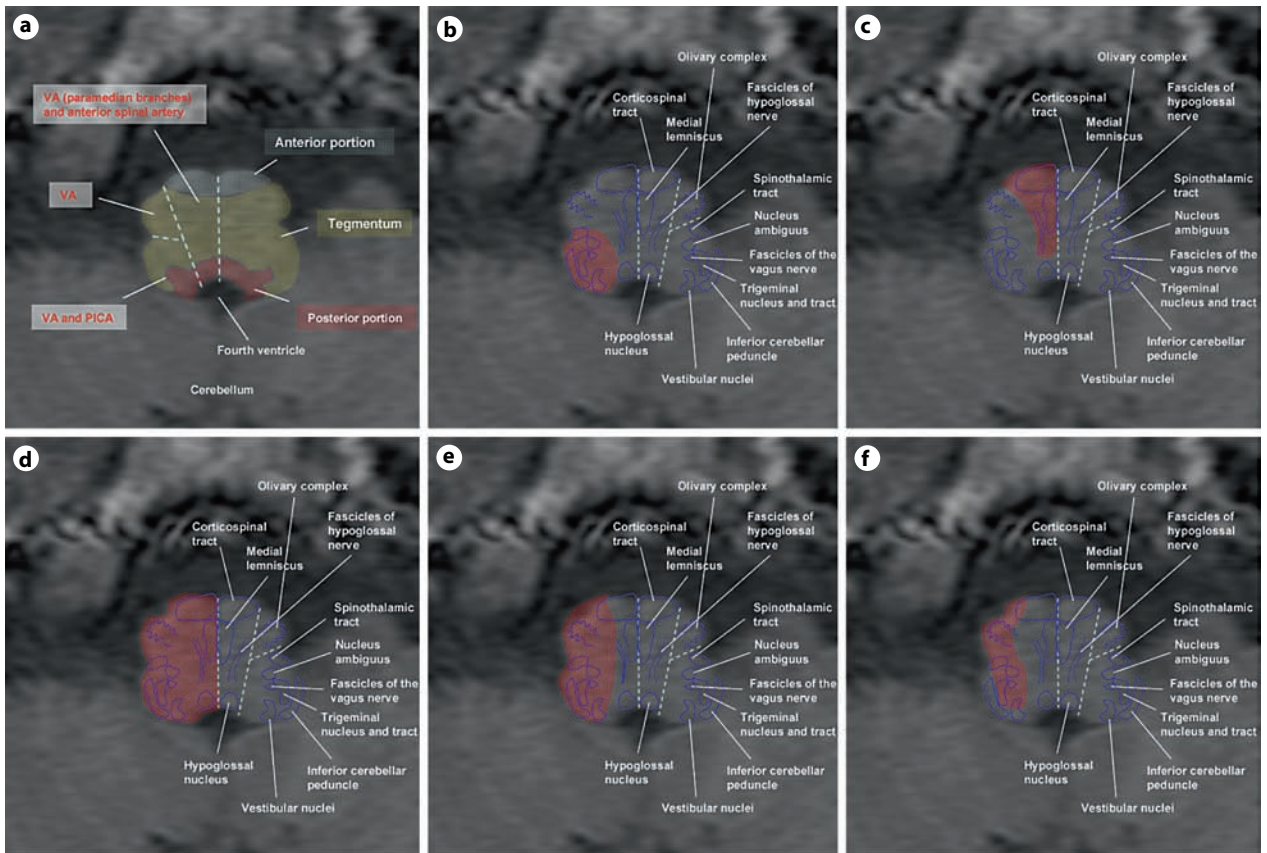 a
VA (paramedian branches)
and anterior spinal artery
Anterior portion
VA
Tegmentum
VA and PICA
Posterior portion
Fourth ventricle
Cerebellum
b
Olivary complex
Corticospinal
tract
Fascicles of
hypoglossal
nerve
Medial
lemniscus
Spinothalamic
tract
Nucleus
ambiguus
Fascicles of the
vagus nerve
Trigeminal
nucleus and tract
Hypoglossal
nucleus
Inferior cerebellar
peduncle
Vestibular nuclei
c
Olivary complex
Corticospinal
tract
Fascicles of
hypoglossal
nerve
Medial
lemniscus
Spinothalamic
tract
Nucleus
ambiguus
Fascicles of the
vagus nerve
Trigeminal
nucleus and tract
Hypoglossal
nucleus
Inferior cerebellar
peduncle
Vestibular nuclei
d
Olivary complex
Corticospinal
tract
Fascicles of
hypoglossal
nerve
Medial
lemniscus
Spinothalamic
tract
Nucleus
ambiguus
Fascicles of the
vagus nerve
Trigeminal
nucleus and tract
Hypoglossal
nucleus
Inferior cerebellar
peduncle
Vestibular nuclei
e
Olivary complex
Corticospinal
tract
Fascicles of
hypoglossal
nerve
Medial
lemniscus
Spinothalamic
tract
Nucleus
ambiguus
Fascicles of the
vagus nerve
Trigeminal
nucleus and tract
Hypoglossal
nucleus
Inferior cerebellar
peduncle
Vestibular nuclei
f
Olivary complex
Corticospinal
tract
Fascicles of
hypoglossal
nerve
Medial
lemniscus
Spinothalamic
tract
Nucleus
ambiguus
Fascicles of the
vagus nerve
Trigeminal
nucleus and tract
Hypoglossal
nucleus
Inferior cerebellar
peduncle
Vestibular nuclei